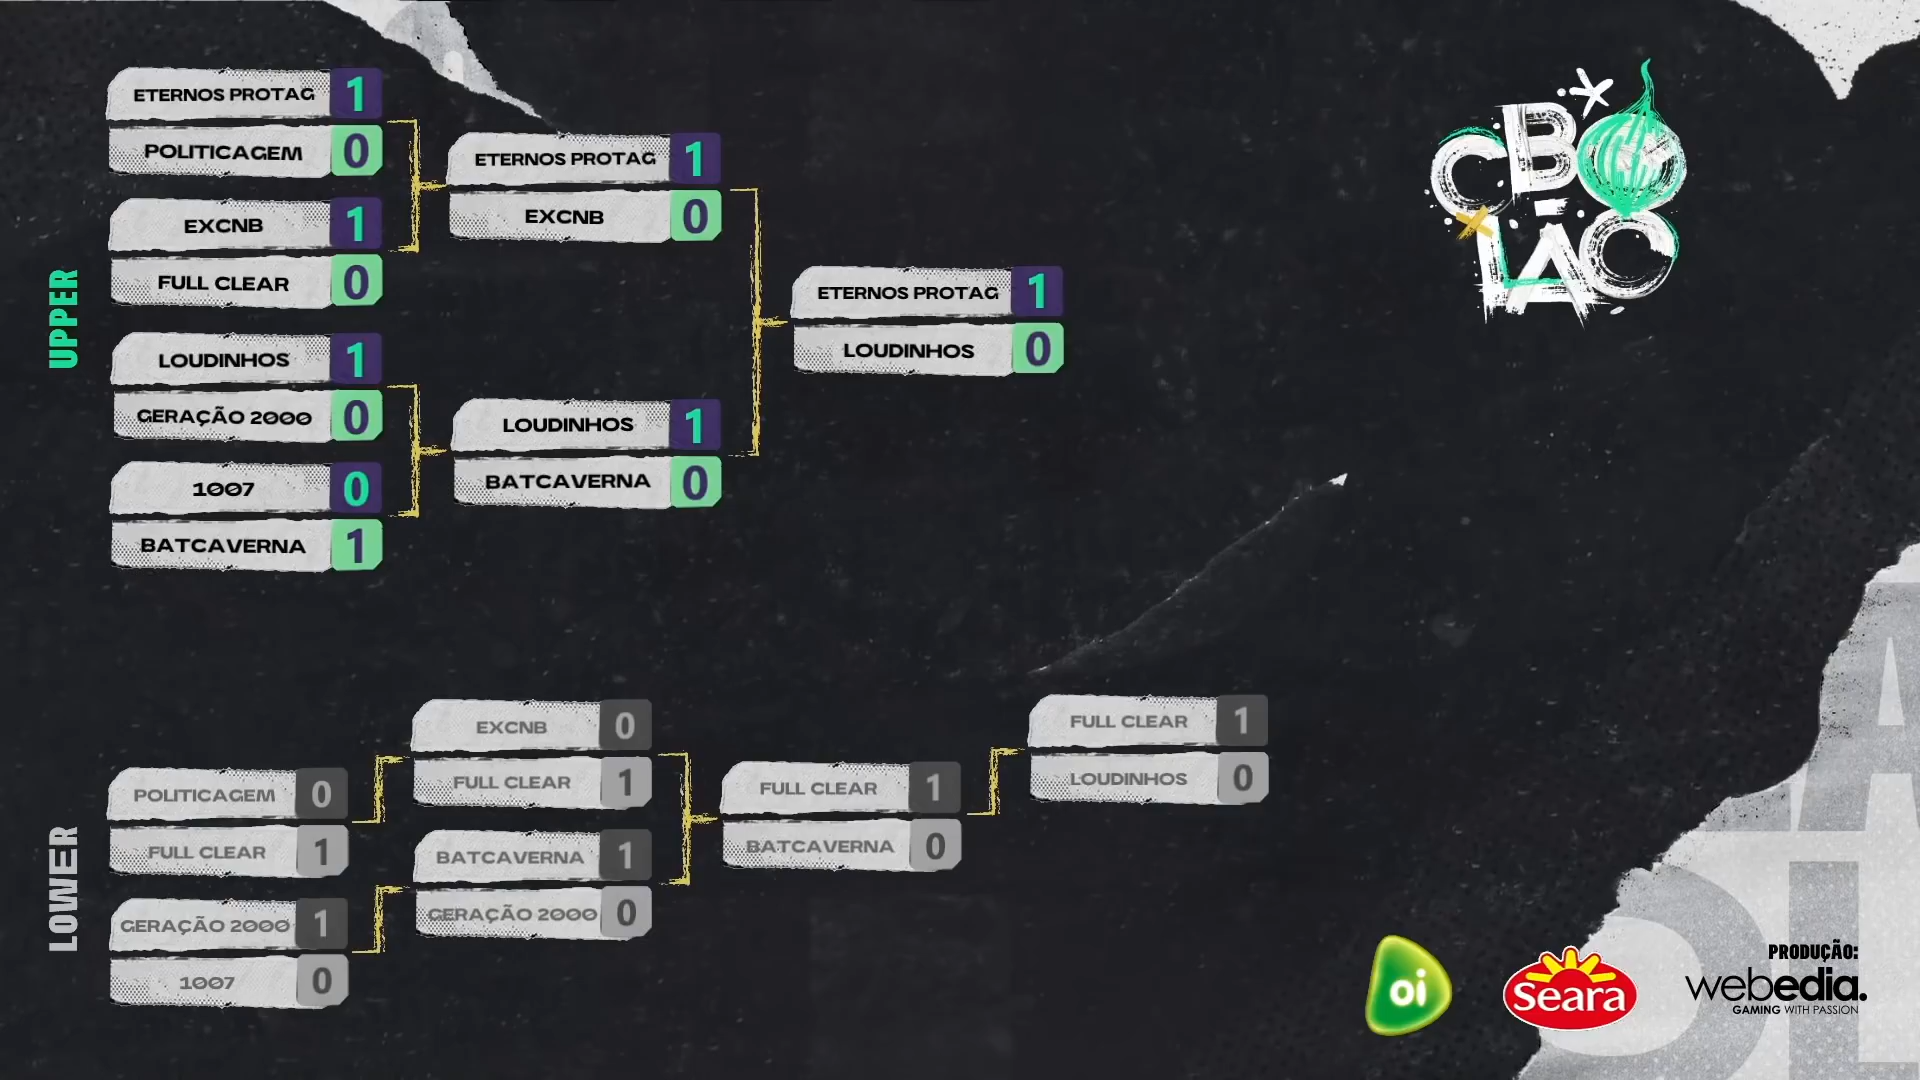 UPPER
ETERNOS PROTAG 1
POLITICAGEM 0
EXCNB 1
FULL CLEAR 0
LOUDINHOS 1
GERAÇÃO 2000 0
1007 0
BATCAVERNA 1
ETERNOS PROTAG 1
EXCNB 0
LOUDINHOS 1
BATCAVERNA 0
ETERNOS PROTAG 1
LOUDINHOS 0
CBO
LÃO
LOWER
POLITICAGEM 0
FULL CLEAR 1
GERAÇÃO 2000 1
1007 0
EXCNB 0
FULL CLEAR 1
BATCAVERNA 1
GERAÇÃO 2000 0
FULL CLEAR 1
BATCAVERNA 0
FULL CLEAR 1
LOUDINHOS 0
oi
Seara
PRODUÇÃO:
webedia.
GAMING WITH PASSION